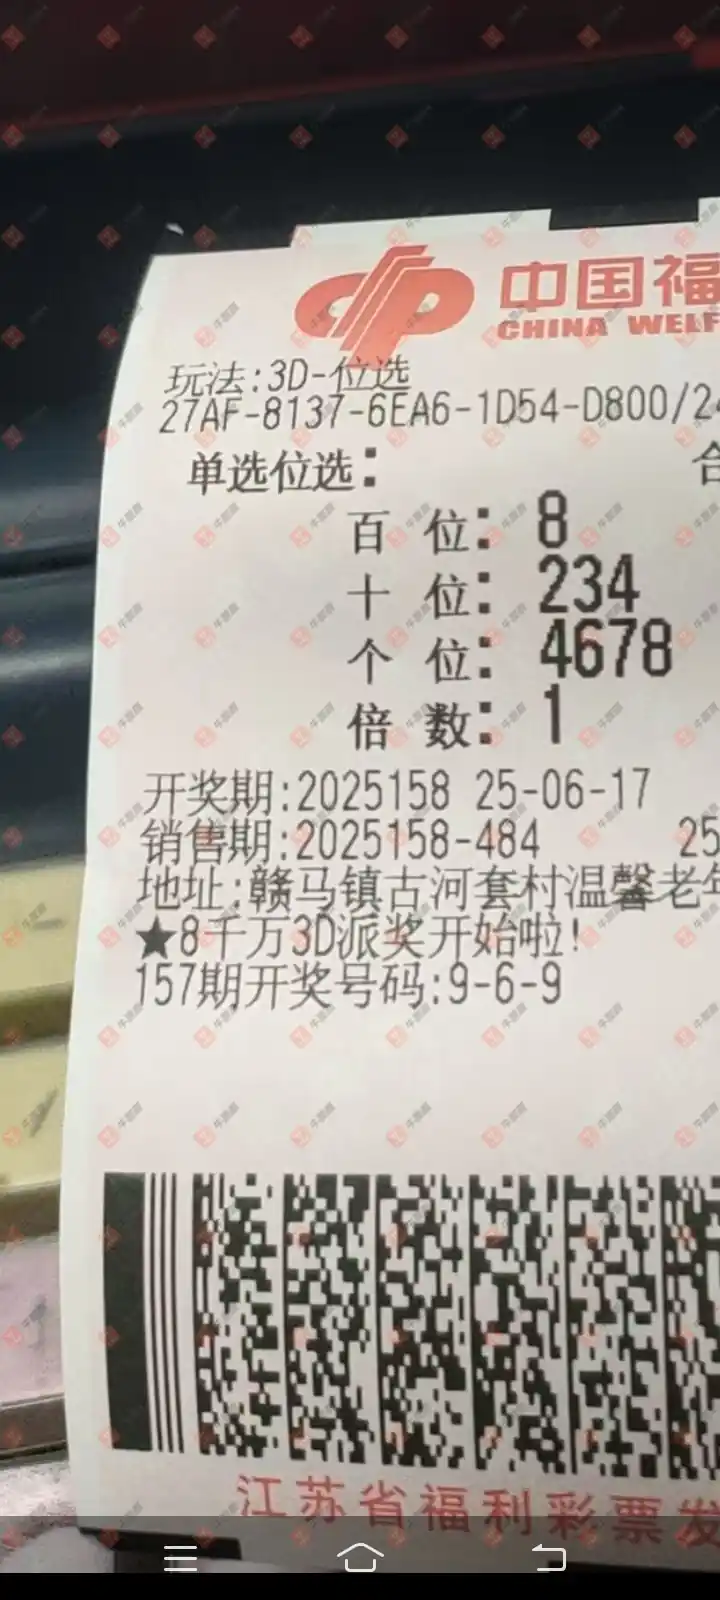 中国福
CHINA WELF
玩法:3D-位选
27AF-8137-6EA6-1D54-D800/24
单选位选: 合
百 位: 8
十 位: 234
个 位: 4678
倍 数: 1
开奖期:2025158 25-06-17
销售期:2025158-484 25
地址:赣马镇古河套村温馨老年
★8千万3D派奖开始啦!
157期开奖号码:9-6-9
江苏省福利彩票发